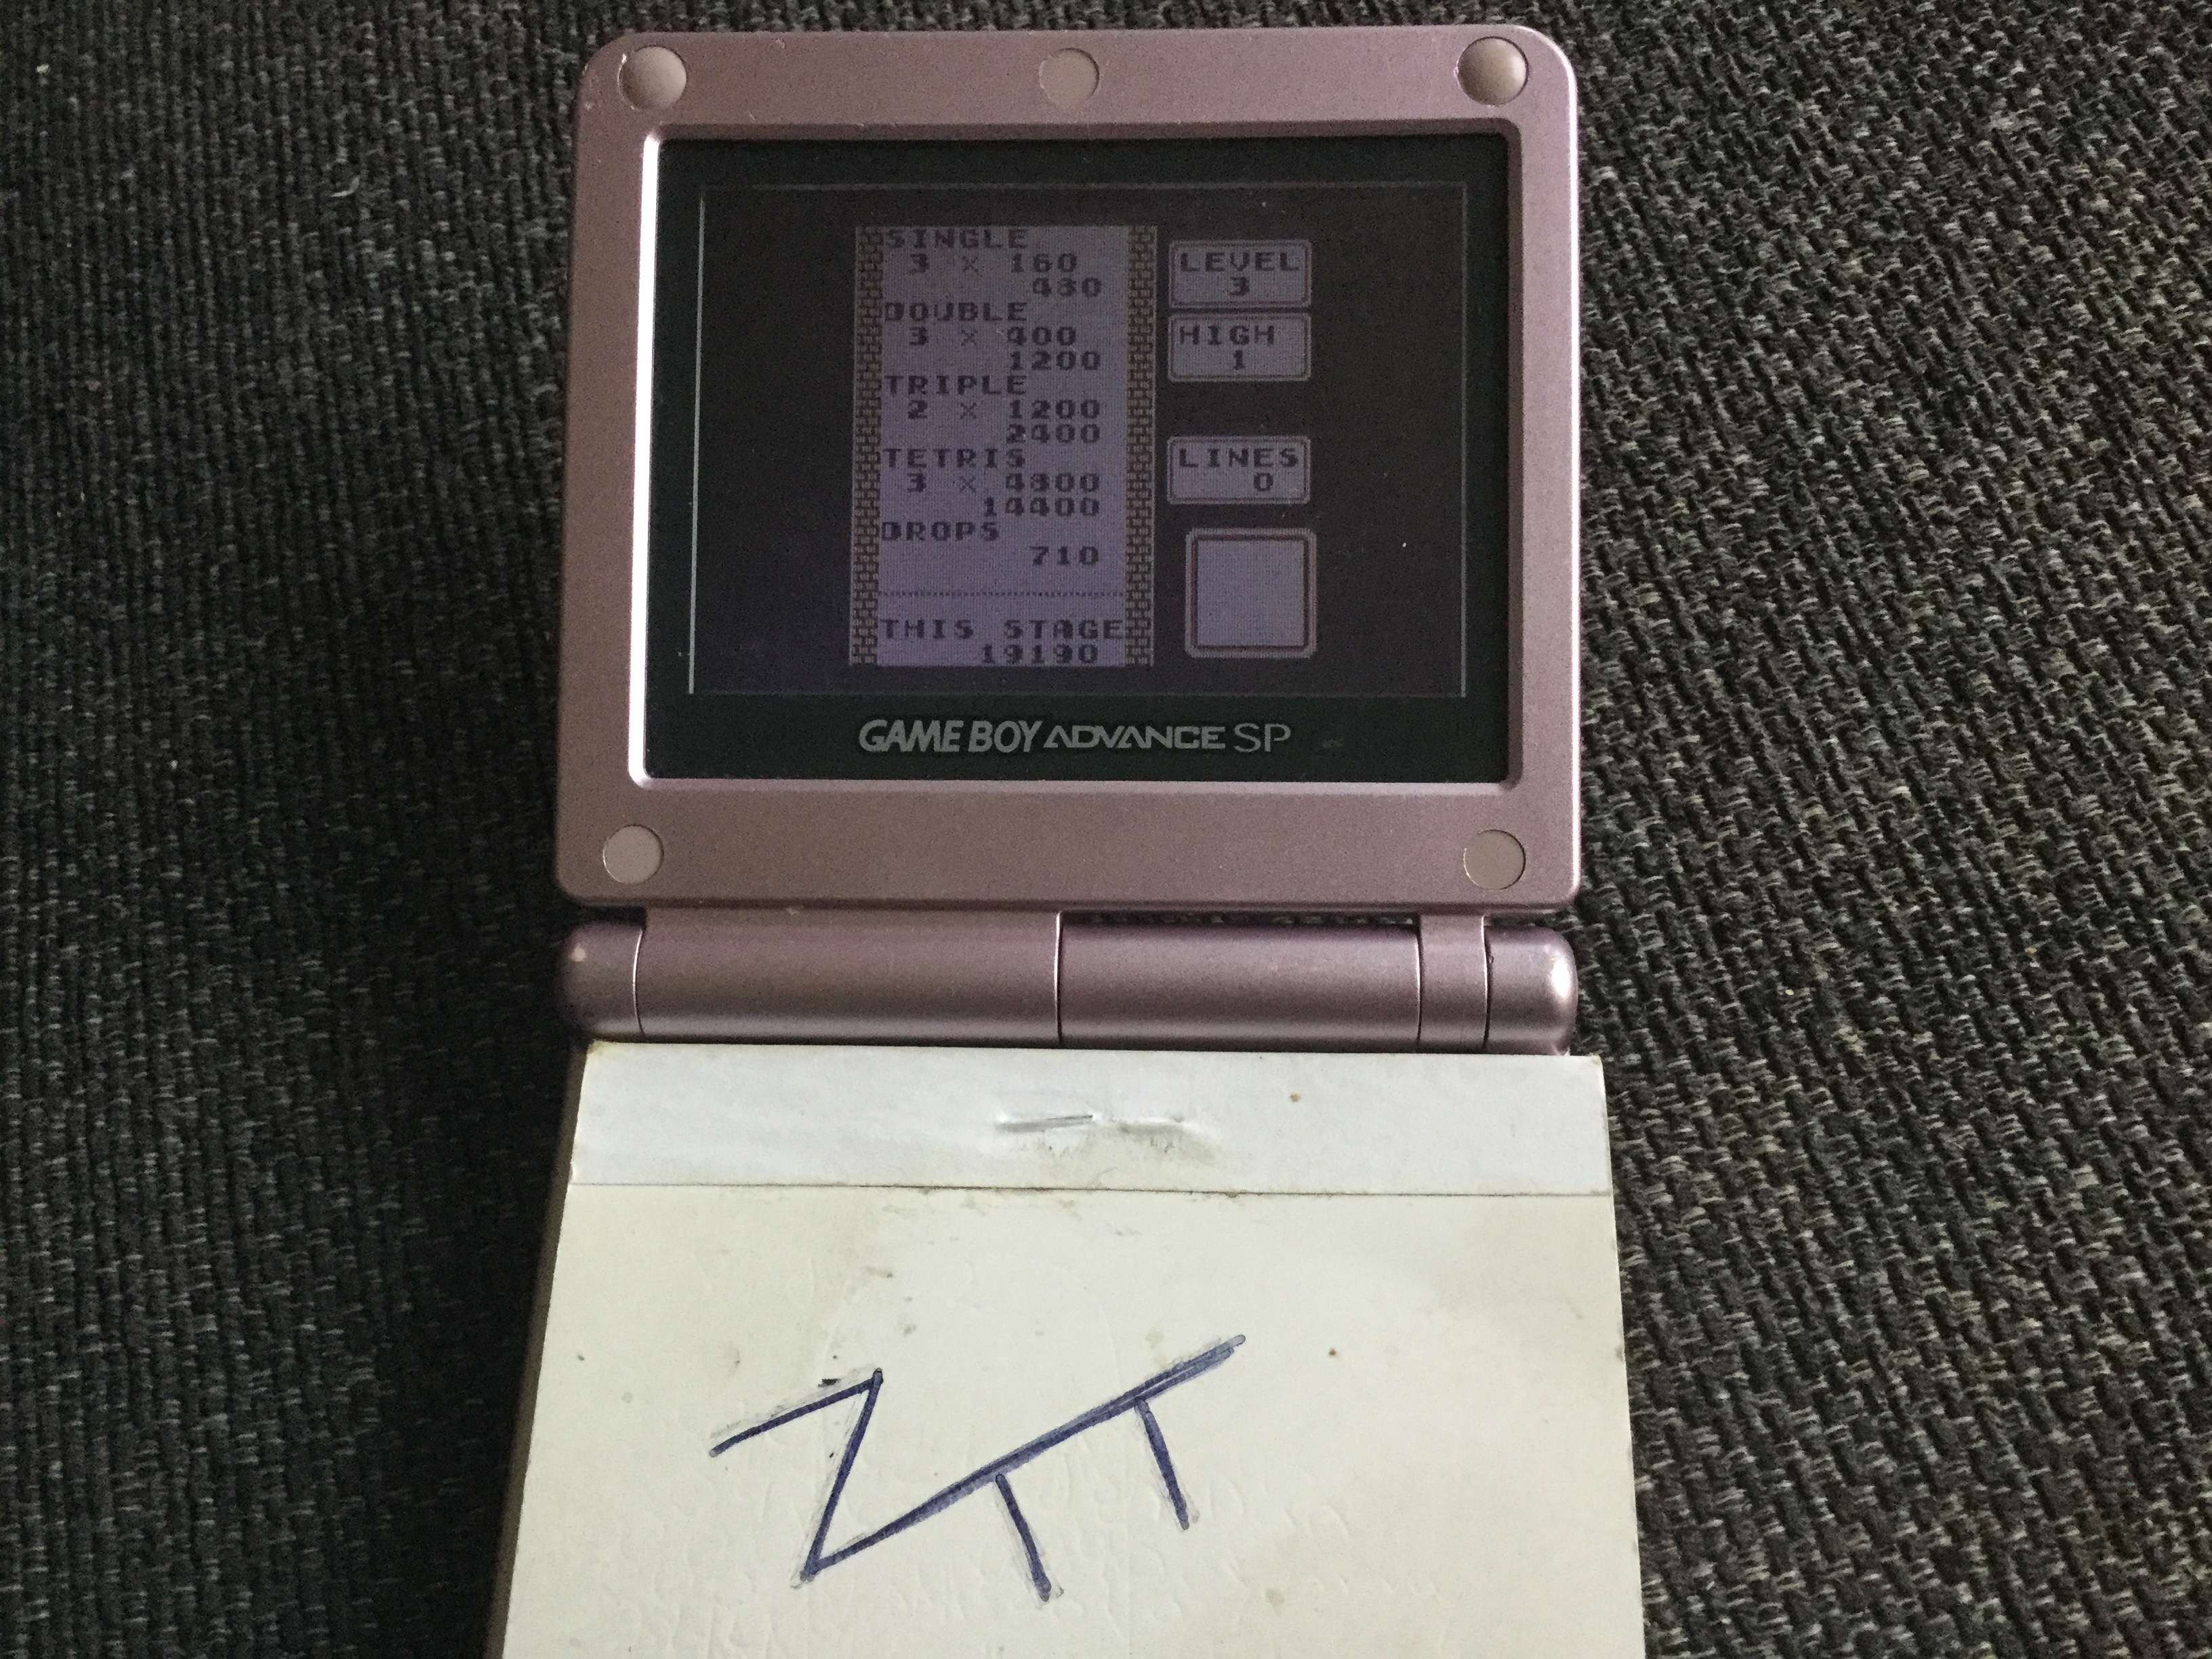 SINGLE
3 × 160
480
DOUBLE
3 × 400
1200
TRIPLE
2 × 1200
2400
TETRIS
3 × 4800
14400
DROPS
710
THIS STAGE
19190
LEVEL
3
HIGH
1
LINES
0
GAME BOY ADVANCE SP
ZTT